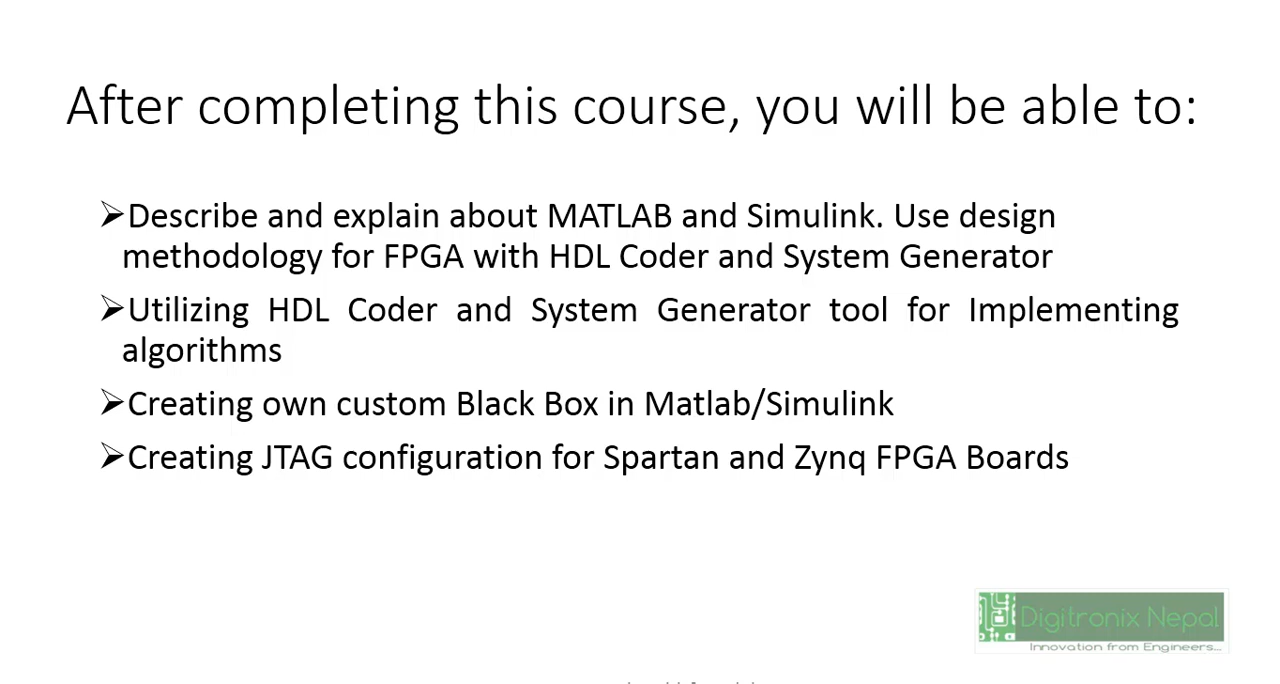 After completing this course, you will be able to:
➢Describe and explain about MATLAB and Simulink. Use design
methodology for FPGA with HDL Coder and System Generator
➢Utilizing HDL Coder and System Generator tool for Implementing
algorithms
➢Creating own custom Black Box in Matlab/Simulink
➢Creating JTAG configuration for Spartan and Zynq FPGA Boards
Digitronix Nepal
Innovation from Engineers...